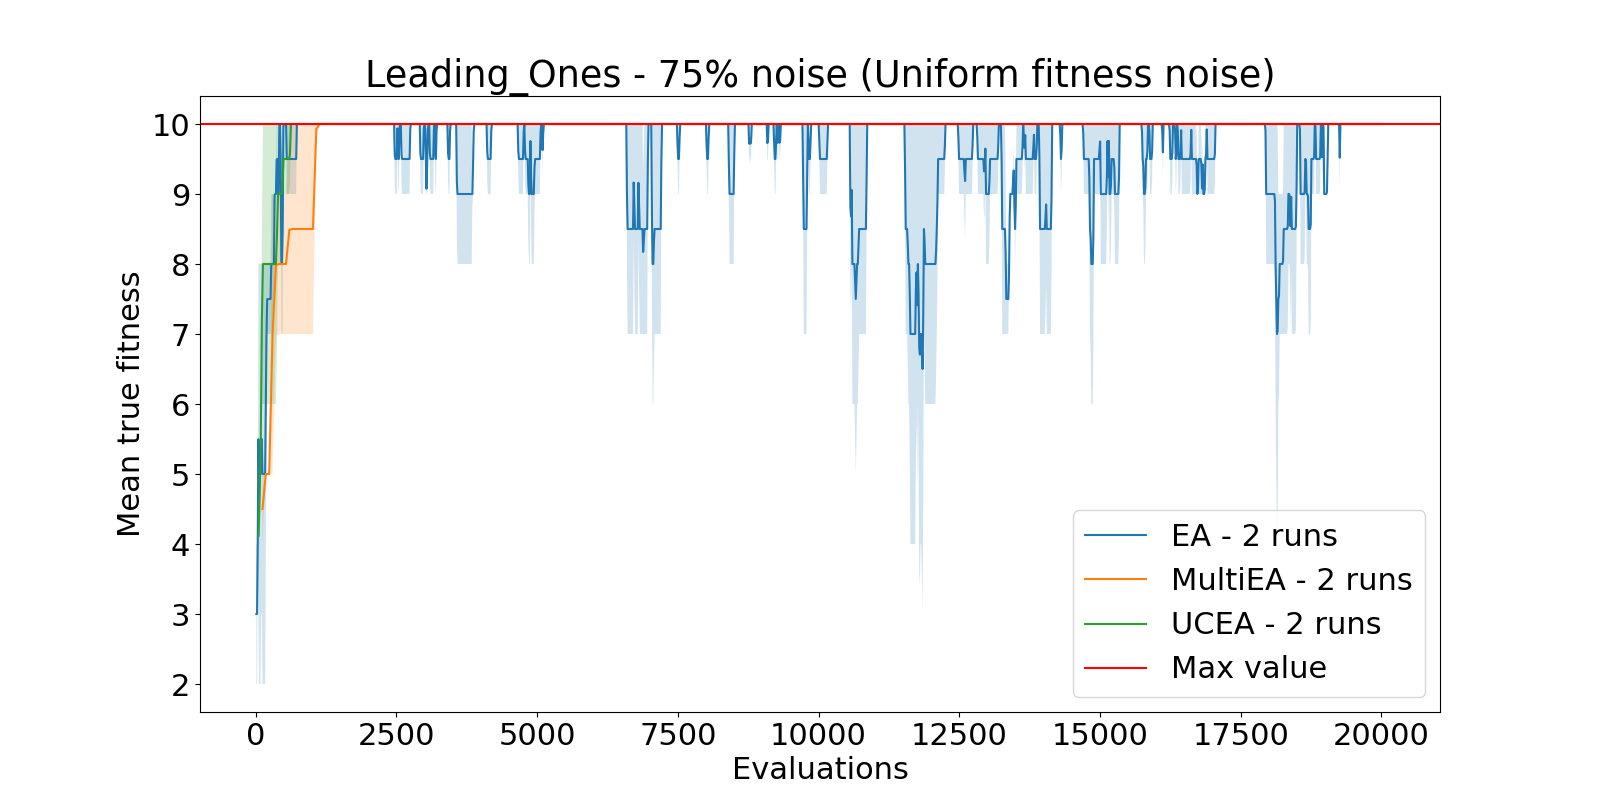 Leading_Ones - 75% noise (Uniform fitness noise)
10
9
8
7
6
5
4
3
2
Mean true fitness
EA - 2 runs
MultiEA - 2 runs
UCEA - 2 runs
Max value
0 2500 5000 7500 10000 12500 15000 17500 20000
Evaluations